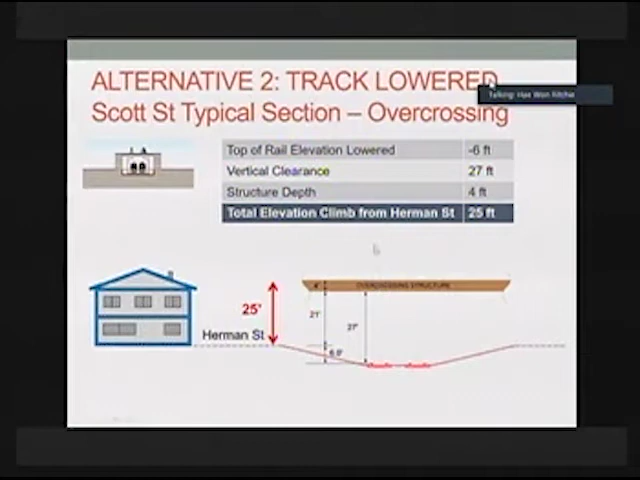 ALTERNATIVE 2: TRACK LOWERED
Talking: Hae Won Ritchie
Scott St Typical Section – Overcrossing
Top of Rail Elevation Lowered -6 ft
Vertical Clearance 27 ft
Structure Depth 4 ft
Total Elevation Climb from Herman St 25 ft
4'
OVERCROSSING STRUCTURE
25'
21'
27'
Herman St
6.0'